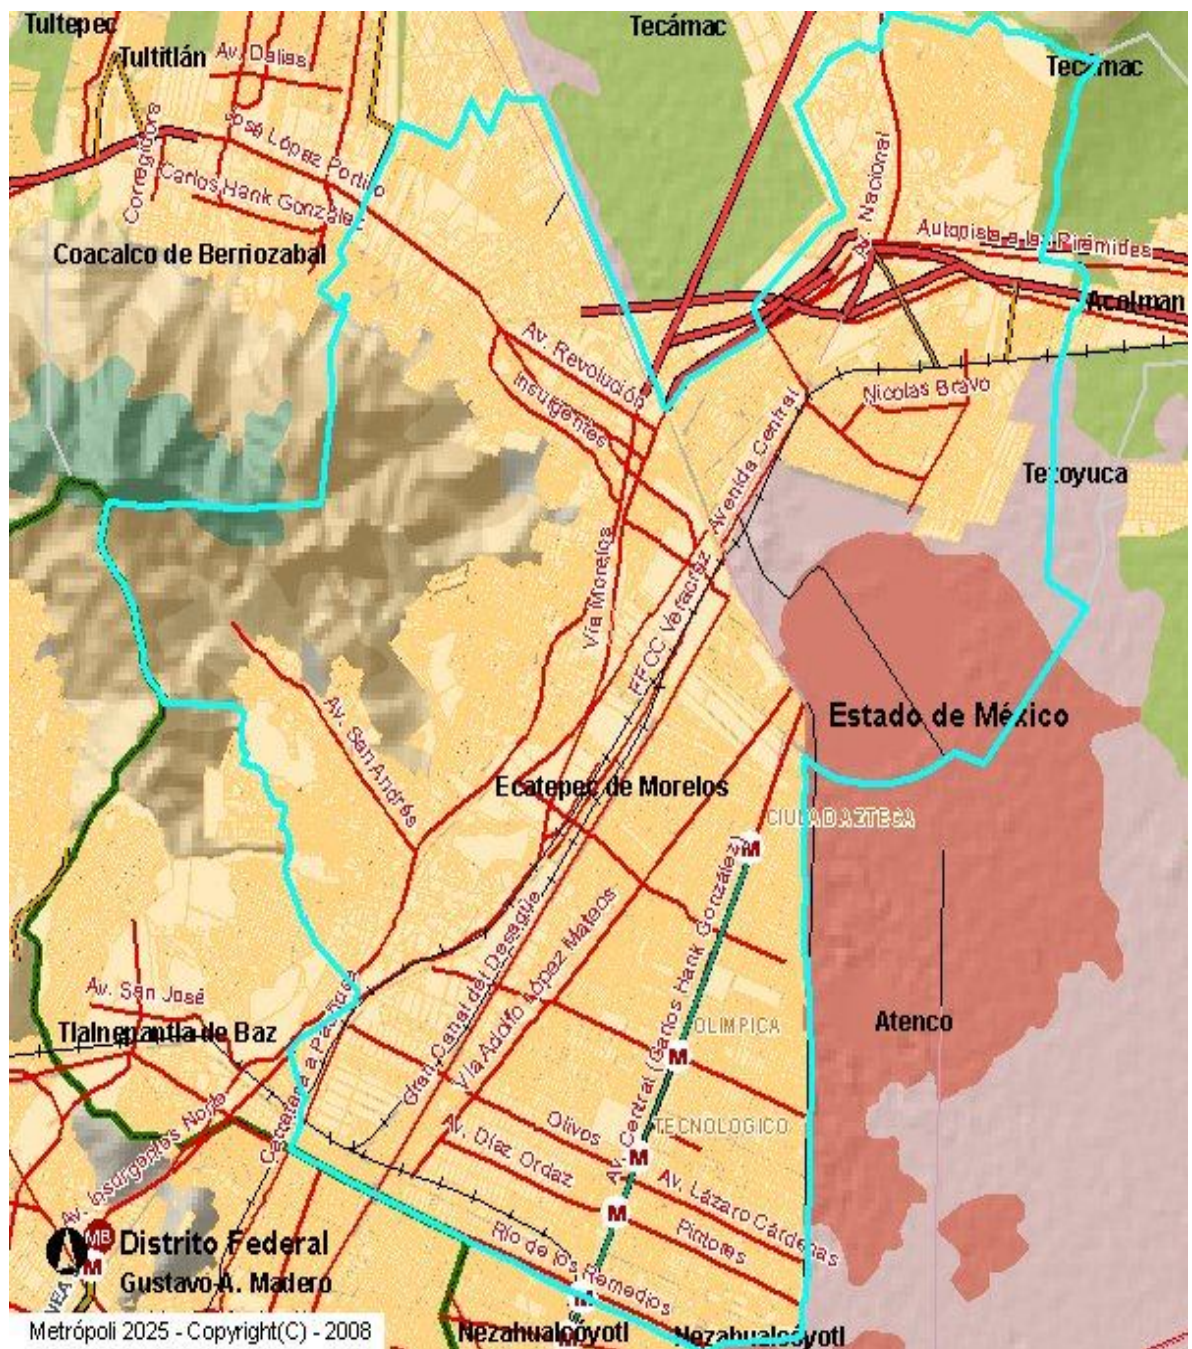 Tultepec
Tultitlán
Av. Dalias
Tecámac
Tecámac
Corregidora
José López Portillo
Carlos Hank González
Coacalco de Berriozabal
Av. Nacional
Autopista a las Pirámides
Acolman
Av. Revolución
Insurgentes
Nicolas Bravo
Avenida Central
Tezoyuca
Vía Morelos
FFCC Veracruz
Av. San Andrés
Estado de México
Ecatepec de Morelos
CIUDAD AZTECA
Gran Canal del Desagüe
Vía Adolfo López Mateos
Av. Central (Carlos Hank González)
Av. San José
Tlalnepantla de Baz
OLIMPICA
Atenco
Carretera a Pachuca
TECNOLOGICO
Olivos
Av. Díaz Ordaz
Av. Lázaro Cárdenas
Pintores
Av. Insurgentes Norte
Río de los Remedios
MB
M
M
M
M
M
M
Distrito Federal
Gustavo A. Madero
Metrópoli 2025 - Copyright(C) - 2008
Nezahualcóyotl
Nezahualcóyotl